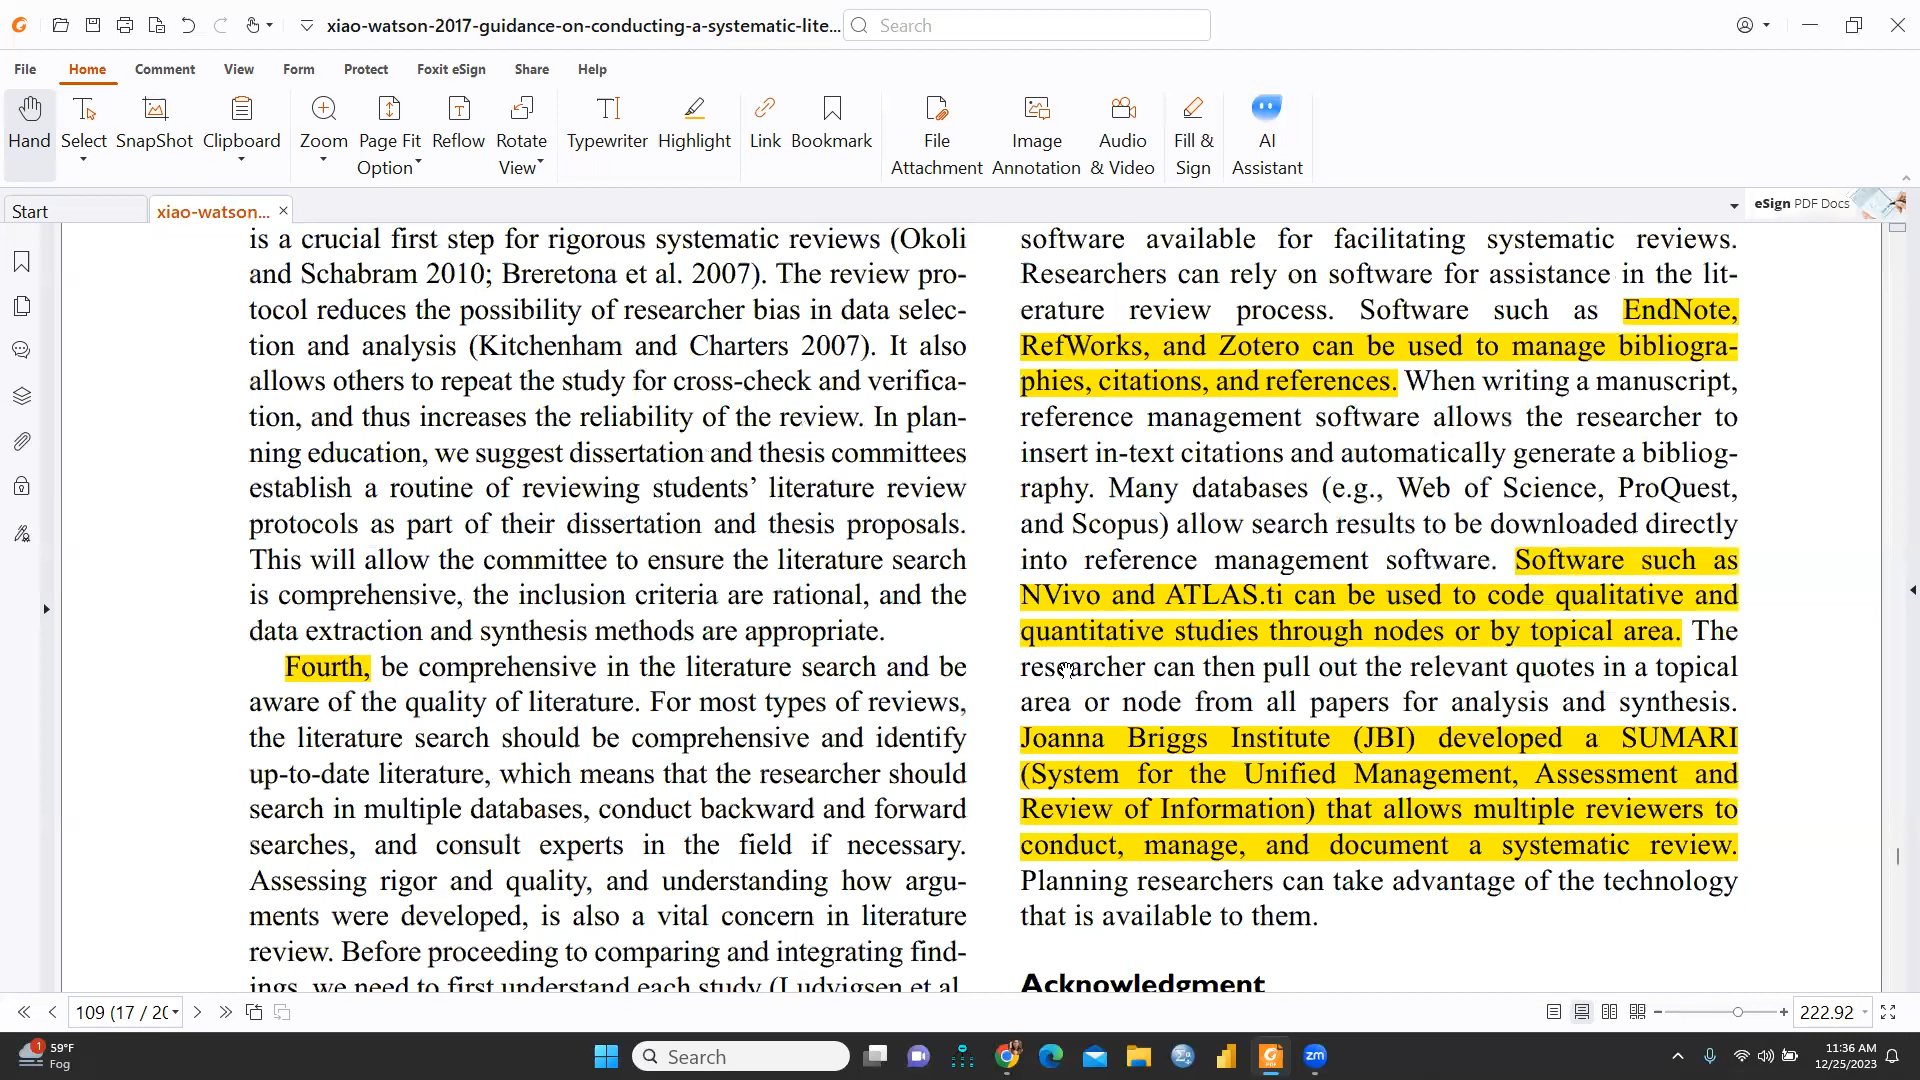 xiao-watson-2017-guidance-on-conducting-a-systematic-lite...
Search
File
Home
Comment
View
Form
Protect
Foxit eSign
Share
Help
Hand
Select
SnapShot
Clipboard
Zoom
Page Fit
Option
Reflow
Rotate
View
Typewriter
Highlight
Link
Bookmark
File
Attachment
Image
Annotation
Audio
& Video
Fill &
Sign
AI
Assistant
Start
xiao-watson...
eSign PDF Docs
is a crucial first step for rigorous systematic reviews (Okoli
and Schabram 2010; Breretona et al. 2007). The review pro-
tocol reduces the possibility of researcher bias in data selec-
tion and analysis (Kitchenham and Charters 2007). It also
allows others to repeat the study for cross-check and verifica-
tion, and thus increases the reliability of the review. In plan-
ning education, we suggest dissertation and thesis committees
establish a routine of reviewing students’ literature review
protocols as part of their dissertation and thesis proposals.
This will allow the committee to ensure the literature search
is comprehensive, the inclusion criteria are rational, and the
data extraction and synthesis methods are appropriate.
Fourth, be comprehensive in the literature search and be
aware of the quality of literature. For most types of reviews,
the literature search should be comprehensive and identify
up-to-date literature, which means that the researcher should
search in multiple databases, conduct backward and forward
searches, and consult experts in the field if necessary.
Assessing rigor and quality, and understanding how argu-
ments were developed, is also a vital concern in literature
review. Before proceeding to comparing and integrating find-
ings, we need to first understand each study (Ludvigsen et al.
software available for facilitating systematic reviews.
Researchers can rely on software for assistance in the lit-
erature review process. Software such as EndNote,
RefWorks, and Zotero can be used to manage bibliogra-
phies, citations, and references. When writing a manuscript,
reference management software allows the researcher to
insert in-text citations and automatically generate a bibliog-
raphy. Many databases (e.g., Web of Science, ProQuest,
and Scopus) allow search results to be downloaded directly
into reference management software. Software such as
NVivo and ATLAS.ti can be used to code qualitative and
quantitative studies through nodes or by topical area. The
researcher can then pull out the relevant quotes in a topical
area or node from all papers for analysis and synthesis.
Joanna Briggs Institute (JBI) developed a SUMARI
(System for the Unified Management, Assessment and
Review of Information) that allows multiple reviewers to
conduct, manage, and document a systematic review.
Planning researchers can take advantage of the technology
that is available to them.
Acknowledgment
109 (17 / 20
222.92
1
59°F
Fog
Search
zm
11:36 AM
12/25/2023